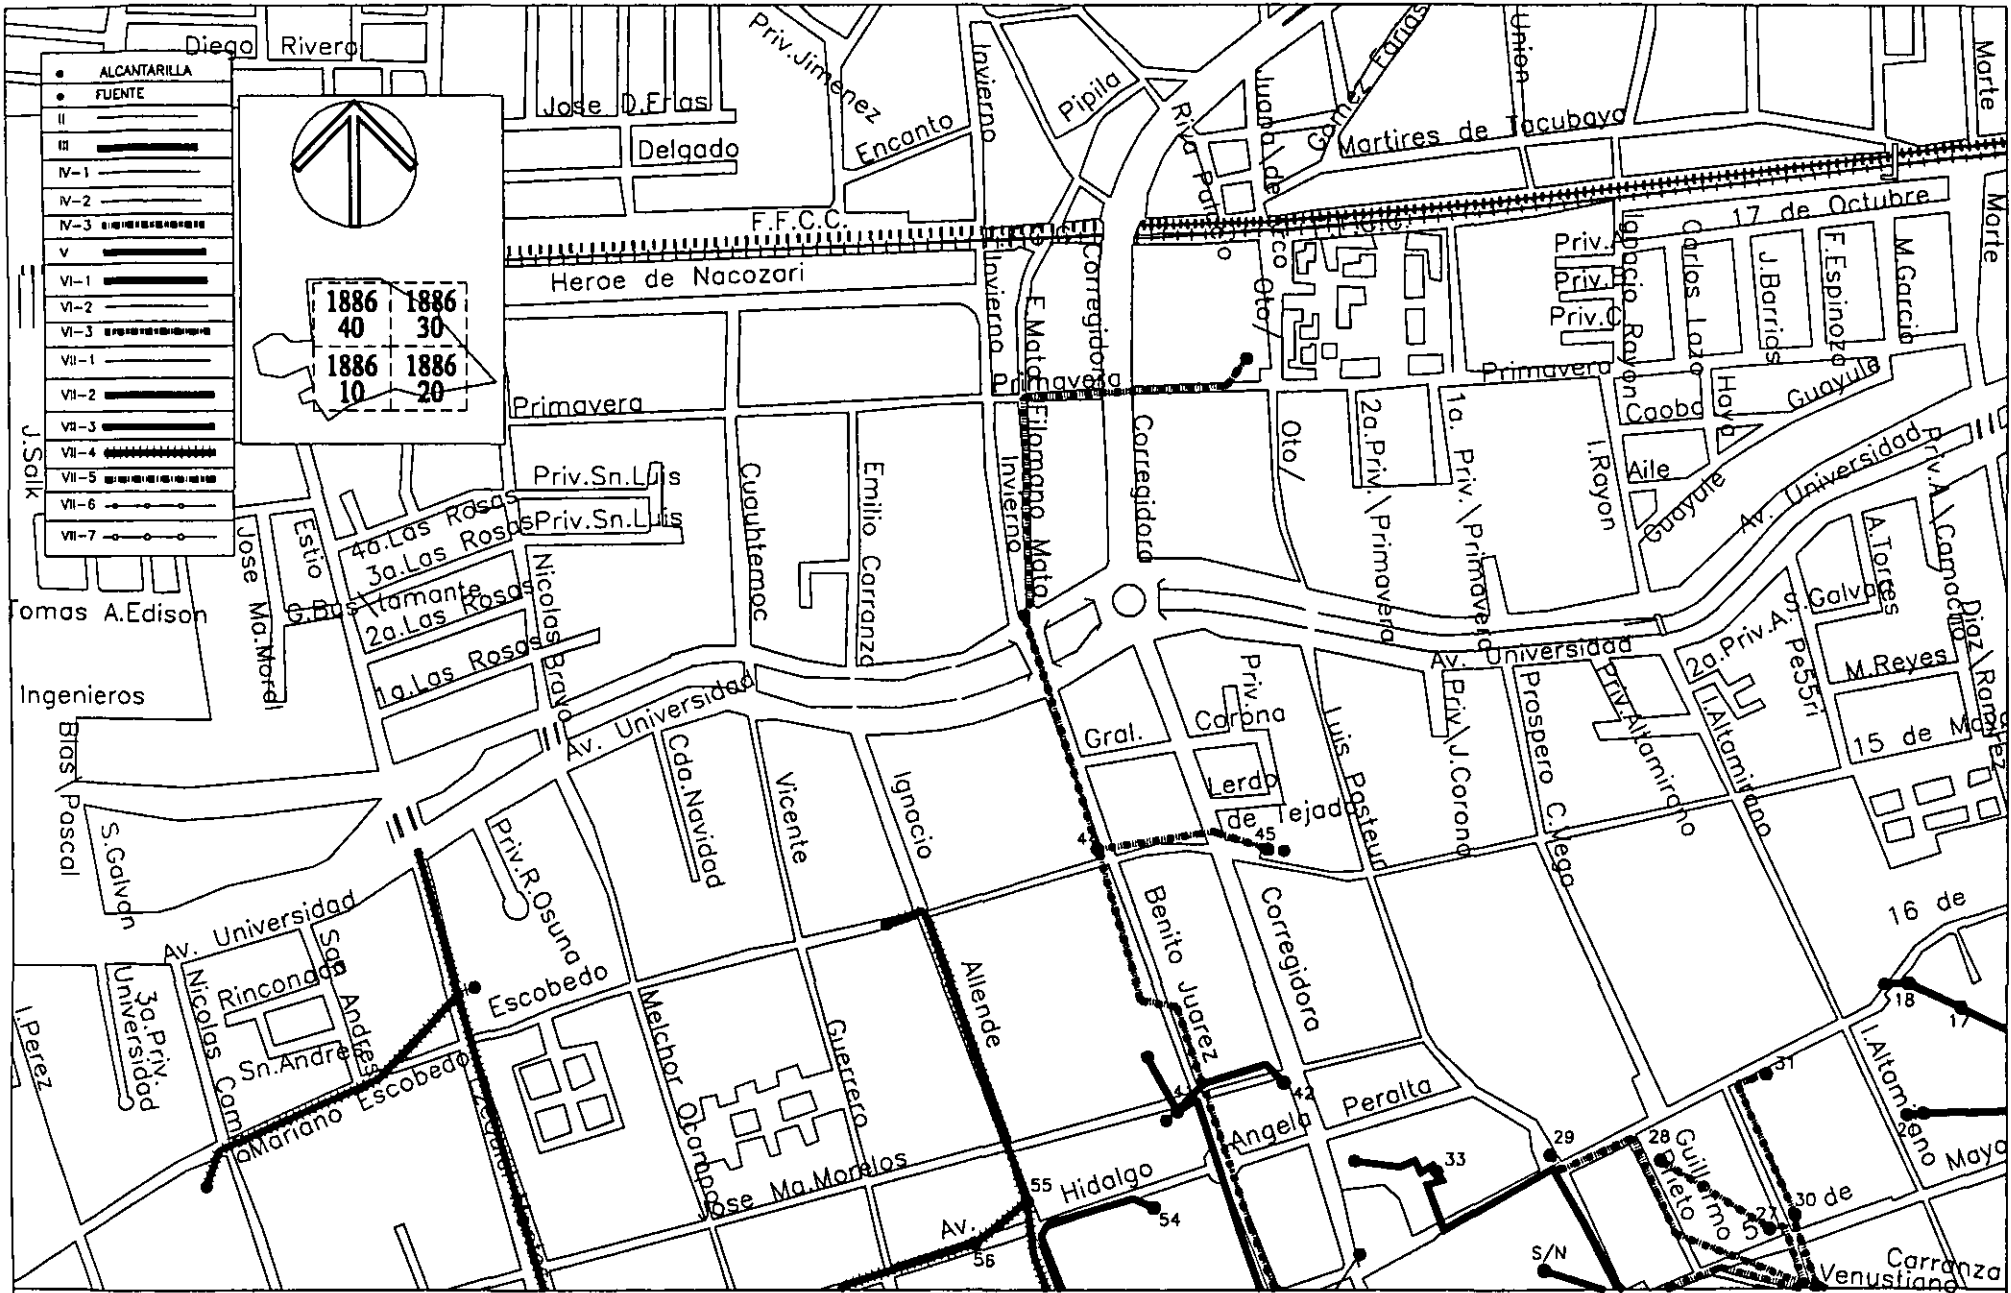 Diego Rivera
ALCANTARILLA
FUENTE
II
III
IV-1
IV-2
IV-3
V
VI-1
VI-2
VI-3
VII-1
VII-2
VII-3
VII-4
VII-5
VII-6
VII-7
1886 40
1886 30
1886 10
1886 20
Priv.Jimenez
Invierno
Pipila
Riva Pala
Juana de
Gomez Farias
Union
Marte
Jose D.Frias
Delgado
Encanto
Martires de Tacubaya
F.F.C.C.
17 de Octubre
Marte
Heroe de Nacozari
Invierno
F.Mata
Corregidora
Oto
Priv.A
Priv.B
Priv.C
Ignacio Rayon
Carlos Lazo
J.Barrios
F.Espinoza
M.Garcia
Primavera
Primavera
Primavera
Caoba
Haya
Guayule
J.Salk
Priv.Sn.Luis
Priv.Sn.Luis
Cuauhtemoc
Emilio Carranza
Invierno
Filomeno Mata
Corregidora
Oto
2a.Priv. Primavera
1a. Priv. Primavera
I.Rayon
Aile
Guayule
Av. Universidad
Priv.A. Camacho
4a.Las Rosas
3a.Las Rosas
G.Bustamante
2a.Las Rosas
1a.Las Rosas
Nicolas Bravo
Jose Ma.Morel
Estio
Tomas A.Edison
A.Torres
S.Galvan
Diaz Ramirez
2a.Priv.A.
M.Reyes
Ingenieros
Blas Pascal
Av. Universidad
Av. Universidad
Gral. Corona
Priv.
Luis Pasteur
Priv. J.Corona
Prospero C.Vega
Priv.Altamirano
I.Altamirano
15 de Mayo
Cda.Navidad
Vicente
Ignacio
Lerdo
de Tejada
45
S.Galvan
Priv.R.Osuna
Av. Universidad
San Andres
Rinconada
Sn.Andres
3a.Priv. Universidad
Nicolas Campa
I.Perez
Escobedo
Mariano Escobedo
Melchor Ocampo
Guerrero
Allende
Benito Juarez
Corregidora
16 de
18
17
31
I.Altamirano
42
Angela Peralta
Jose Ma.Morelos
Av. Hidalgo
55
54
56
33
29
28
Guillermo Prieto
27
30
5 de Mayo
2
S/N
Venustiano Carranza